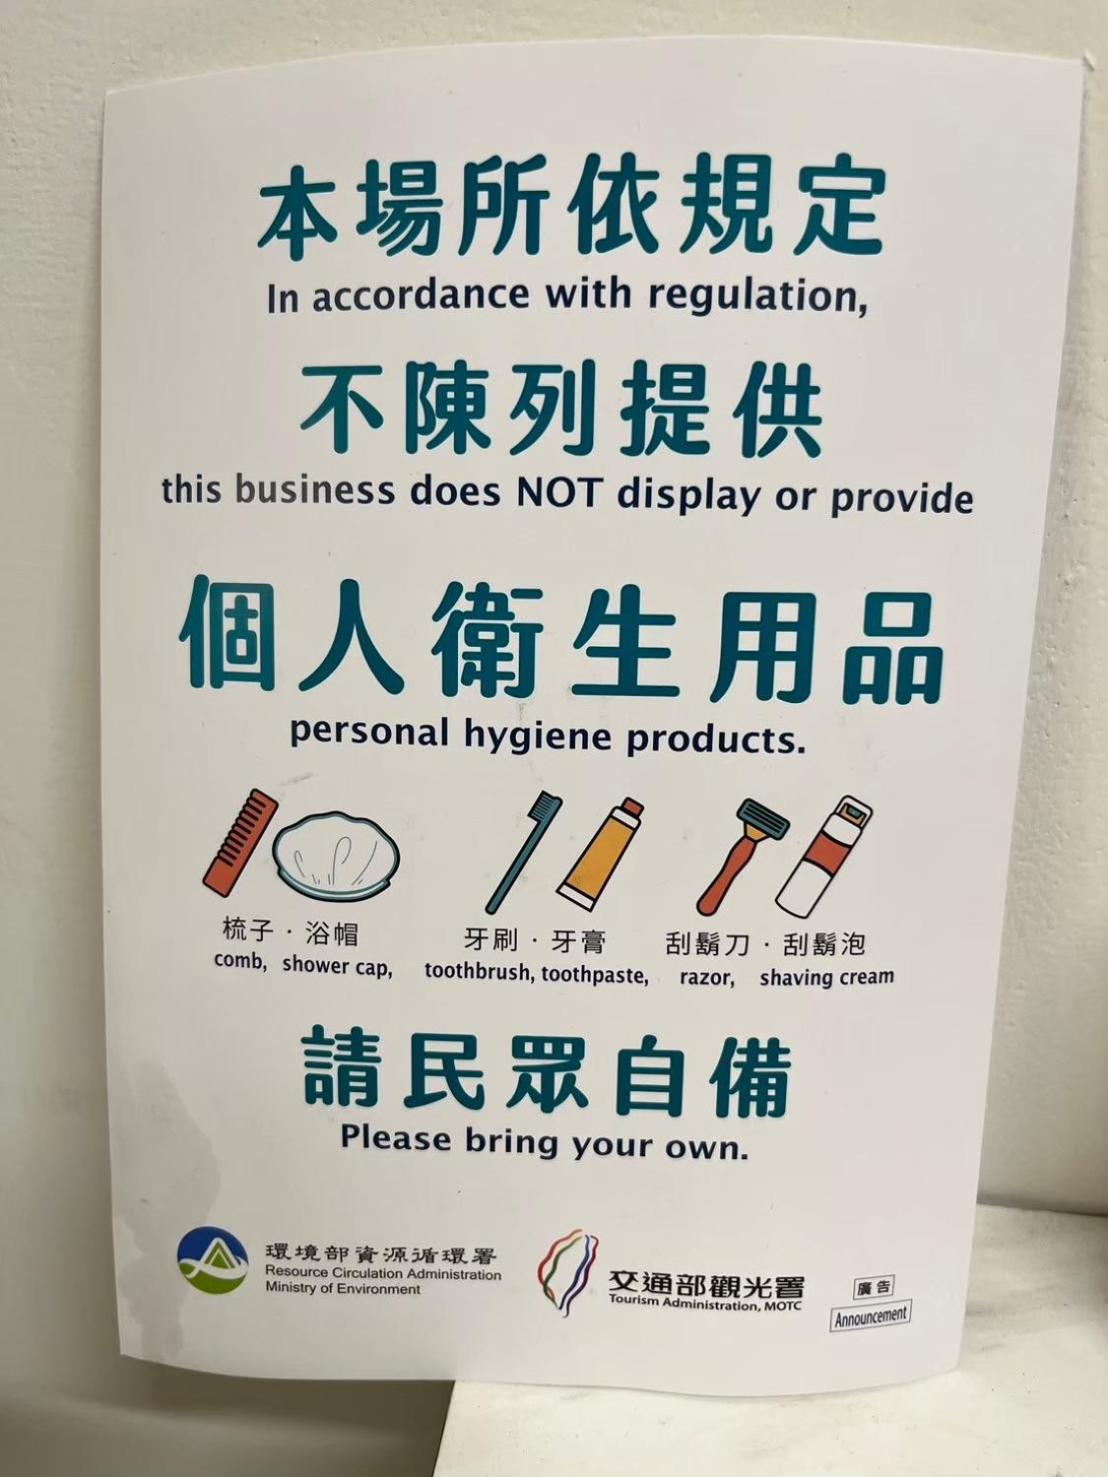 本場所依規定
In accordance with regulation,
不陳列提供
this business does NOT display or provide
個人衛生用品
personal hygiene products.
梳子·浴帽
comb, shower cap,
牙刷·牙膏
toothbrush, toothpaste,
刮鬍刀·刮鬍泡
razor, shaving cream
請民眾自備
Please bring your own.
環境部資源循環署
Resource Circulation Administration
Ministry of Environment
交通部觀光署
Tourism Administration, MOTC
廣告
Announcement